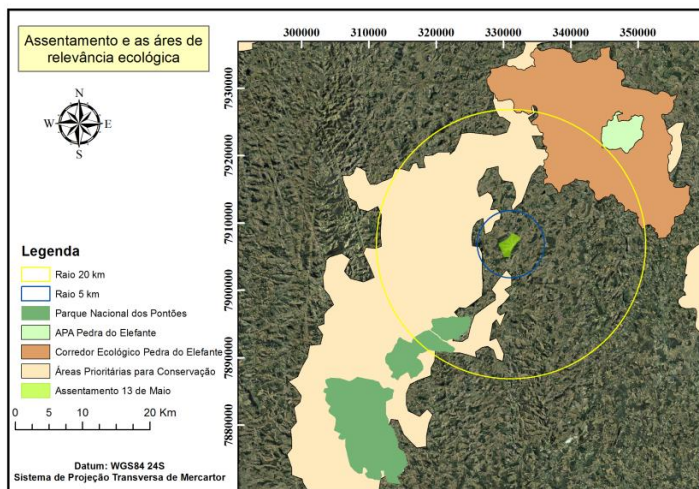 Assentamento e as áres de
relevância ecológica
N
W E
S
300000 310000 320000 330000 340000 350000
7930000
7920000
7910000
7900000
7890000
7880000
Legenda
Raio 20 km
Raio 5 km
Parque Nacional dos Pontões
APA Pedra do Elefante
Corredor Ecológico Pedra do Elefante
Àreas Prioritárias para Conservação
Assentamento 13 de Maio
0 5 10 20 Km
Datum: WGS84 24S
Sistema de Projeção Transversa de Mercartor